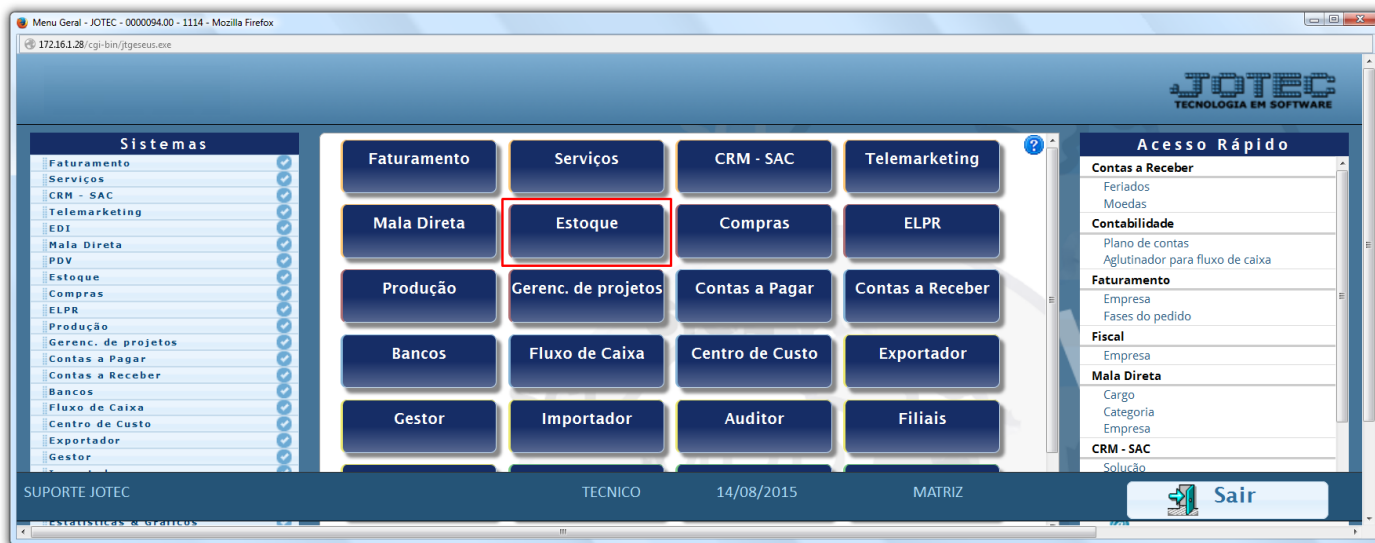 Menu Geral - JOTEC - 0000094.00 - 1114 - Mozilla Firefox
172.16.1.28/cgi-bin/jtgeseus.exe
JOTEC
TECNOLOGIA EM SOFTWARE
Sistemas
Faturamento
Serviços
CRM - SAC
Telemarketing
EDI
Mala Direta
PDV
Estoque
Compras
ELPR
Produção
Gerenc. de projetos
Contas a Pagar
Contas a Receber
Bancos
Fluxo de Caixa
Centro de Custo
Exportador
Gestor
Estatísticas & Gráficos
Faturamento Serviços CRM - SAC Telemarketing
Mala Direta Estoque Compras ELPR
Produção Gerenc. de projetos Contas a Pagar Contas a Receber
Bancos Fluxo de Caixa Centro de Custo Exportador
Gestor Importador Auditor Filiais
Acesso Rápido
Contas a Receber
Feriados
Moedas
Contabilidade
Plano de contas
Aglutinador para fluxo de caixa
Faturamento
Empresa
Fases do pedido
Fiscal
Empresa
Mala Direta
Cargo
Categoria
Empresa
CRM - SAC
Solução
SUPORTE JOTEC TECNICO 14/08/2015 MATRIZ
Sair